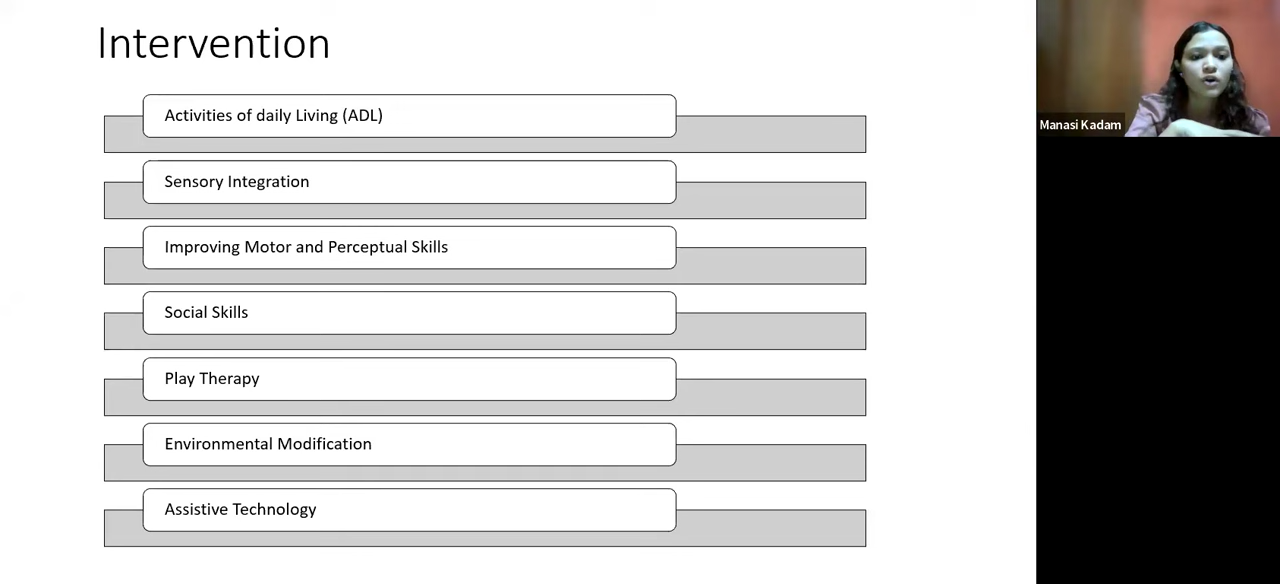 Intervention
Activities of daily Living (ADL)
Sensory Integration
Improving Motor and Perceptual Skills
Social Skills
Play Therapy
Environmental Modification
Assistive Technology
Manasi Kadam